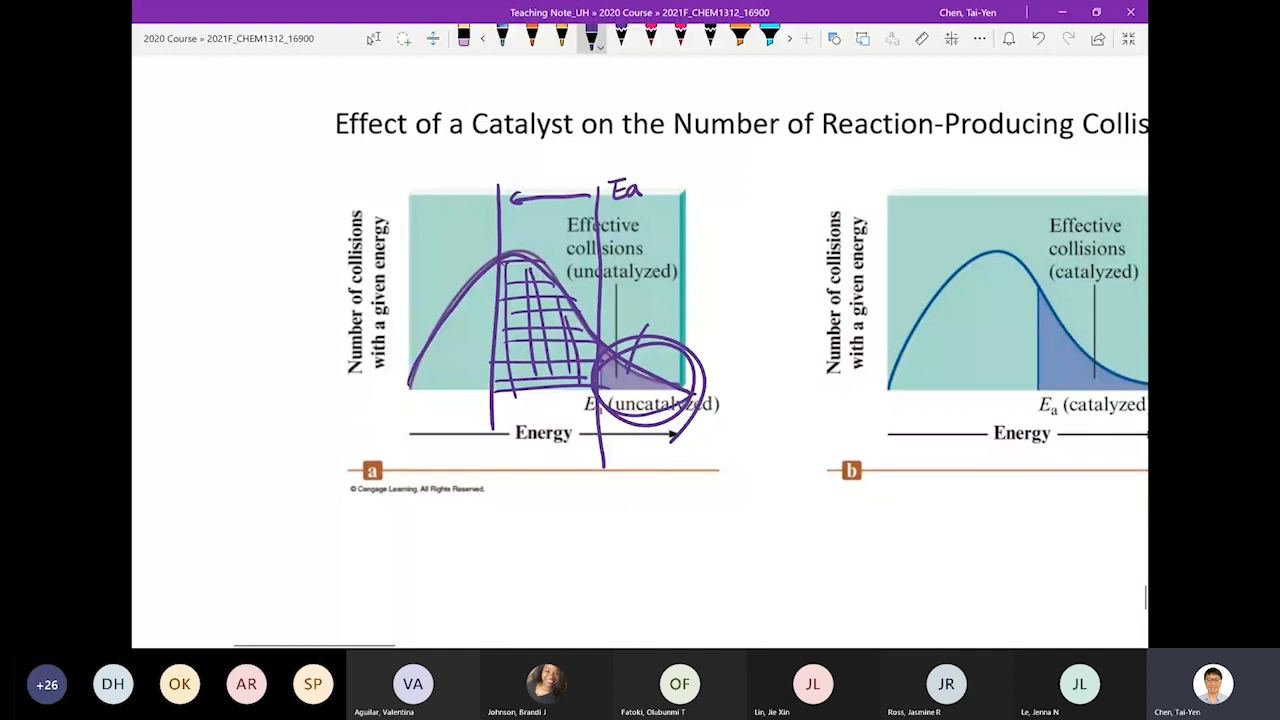 Teaching Note_UH » 2020 Course » 2021F_CHEM1312_16900
Chen, Tai-Yen
2020 Course » 2021F_CHEM1312_16900
Effect of a Catalyst on the Number of Reaction-Producing Collis
Ea
Number of collisions
with a given energy
Effective
collisions
(uncatalyzed)
Ea (uncatalyzed)
Energy
a
© Cengage Learning. All Rights Reserved.
Number of collisions
with a given energy
Effective
collisions
(catalyzed)
Ea (catalyzed
Energy
b
+26
DH
OK
AR
SP
VA
OF
JL
JR
JL
Aguilar, Valentina
Johnson, Brandi J
Fatoki, Olubunmi T
Lin, Jie Xin
Ross, Jasmine R
Le, Jenna N
Chen, Tai-Yen